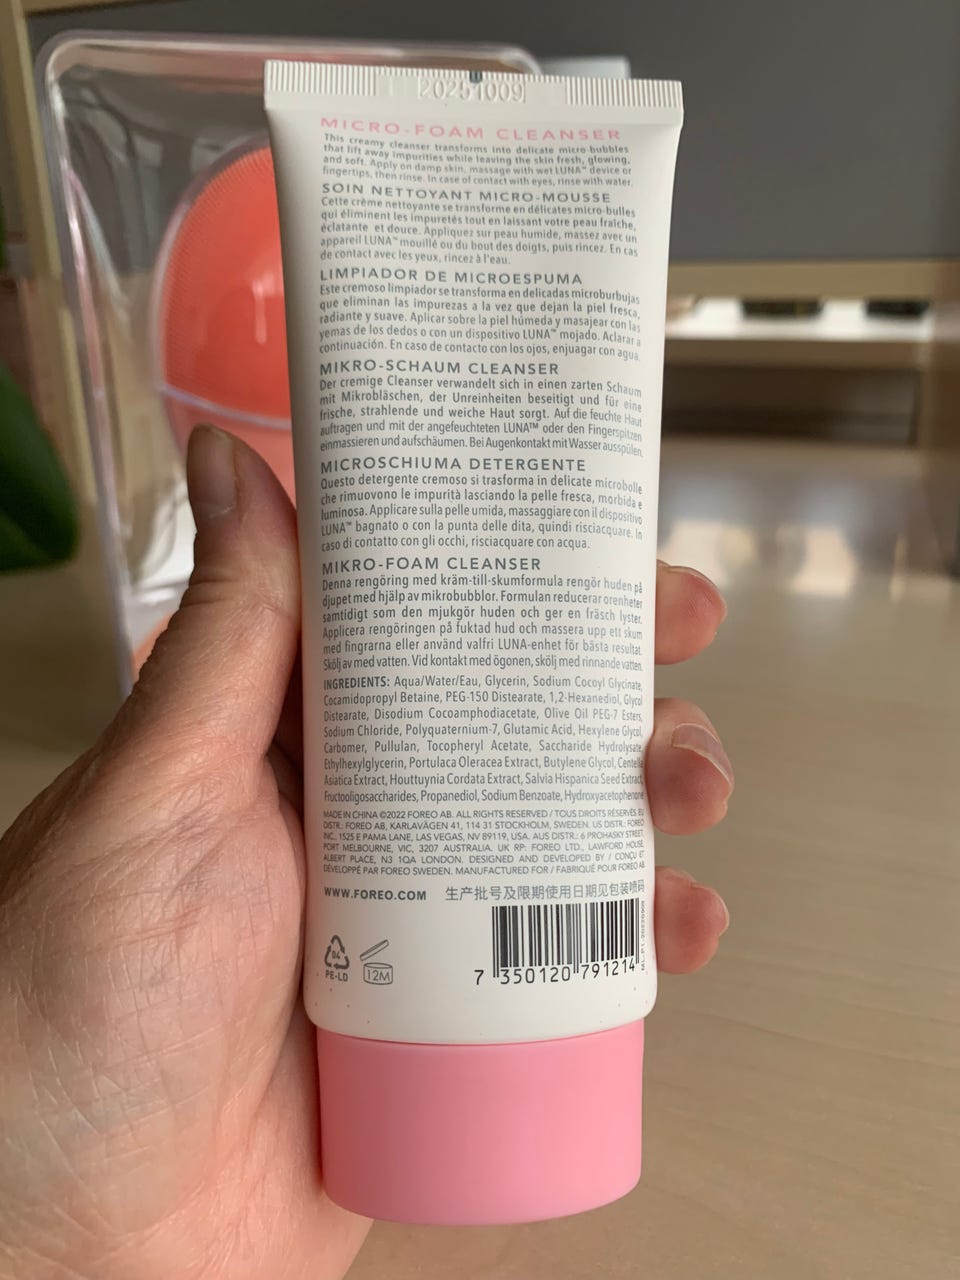 20251009
MICRO-FOAM CLEANSER
This creamy cleanser transforms into delicate micro-bubbles
that lift away impurities while leaving the skin fresh, glowing,
and soft. Apply on damp skin, massage with wet LUNA™ device or
fingertips, then rinse. In case of contact with eyes, rinse with water.
SOIN NETTOYANT MICRO-MOUSSE
Cette crème nettoyante se transforme en délicates micro-bulles
qui éliminent les impuretés tout en laissant votre peau fraîche,
éclatante et douce. Appliquez sur peau humide, massez avec un
appareil LUNA™ mouillé ou du bout des doigts, puis rincez. En cas
de contact avec les yeux, rincez à l'eau.
LIMPIADOR DE MICROESPUMA
Este cremoso limpiador se transforma en delicadas microburbujas
que eliminan las impurezas a la vez que dejan la piel fresca,
radiante y suave. Aplicar sobre la piel húmeda y masajear con las
yemas de los dedos o con un dispositivo LUNA™ mojado. Aclarar a
continuación. En caso de contacto con los ojos, enjuagar con agua.
MIKRO-SCHAUM CLEANSER
Der cremige Cleanser verwandelt sich in einen zarten Schaum
mit Mikrobläschen, der Unreinheiten beseitigt und für eine
frische, strahlende und weiche Haut sorgt. Auf die feuchte Haut
auftragen und mit der angefeuchteten LUNA™ oder den Fingerspitzen
einmassieren und aufschäumen. Bei Augenkontakt mit Wasser ausspülen.
MICROSCHIUMA DETERGENTE
Questo detergente cremoso si trasforma in delicate microbolle
che rimuovono le impurità lasciando la pelle fresca, morbida e
luminosa. Applicare sulla pelle umida, massaggiare con il dispositivo
LUNA™ bagnato o con la punta delle dita, quindi risciacquare. In
caso di contatto con gli occhi, risciacquare con acqua.
MIKRO-FOAM CLEANSER
Denna rengöring med kräm-till-skumformula rengör huden på
djupet med hjälp av mikrobubblor. Formulan reducerar orenheter
samtidigt som den mjukgör huden och ger en fräsch lyster.
Applicera rengöringen på fuktad hud och massera upp ett skum
med fingrarna eller använd valfri LUNA-enhet för bästa resultat.
Skölj av med vatten. Vid kontakt med ögonen, skölj med rinnande vatten.
INGREDIENTS: Aqua/Water/Eau, Glycerin, Sodium Cocoyl Glycinate,
Cocamidopropyl Betaine, PEG-150 Distearate, 1,2-Hexanediol, Glycol
Distearate, Disodium Cocoamphodiacetate, Olive Oil PEG-7 Esters,
Sodium Chloride, Polyquaternium-7, Glutamic Acid, Hexylene Glycol,
Carbomer, Pullulan, Tocopheryl Acetate, Saccharide Hydrolysate,
Ethylhexylglycerin, Portulaca Oleracea Extract, Butylene Glycol, Centella
Asiatica Extract, Houttuynia Cordata Extract, Salvia Hispanica Seed Extract,
Fructooligosaccharides, Propanediol, Sodium Benzoate, Hydroxyacetophenone
MADE IN CHINA ©2022 FOREO AB. ALL RIGHTS RESERVED / TOUS DROITS RÉSERVÉS. EU
DISTR.: FOREO AB, KARLAVÄGEN 41, 114 31 STOCKHOLM, SWEDEN. US DISTR.: FOREO
INC., 1525 E PAMA LANE, LAS VEGAS, NV 89119, USA. AUS DISTR.: 6 PROHASKY STREET,
PORT MELBOURNE, VIC, 3207 AUSTRALIA. UK RP: FOREO LTD., LAWFORD HOUSE,
ALBERT PLACE, N3 1QA LONDON. DESIGNED AND DEVELOPED BY / CONÇU ET
DÉVELOPPÉ PAR FOREO SWEDEN. MANUFACTURED FOR / FABRIQUÉ POUR FOREO AB
WWW.FOREO.COM 生产批号及限期使用日期见包装喷码
04
PE-LD
12M
7 350120 791214